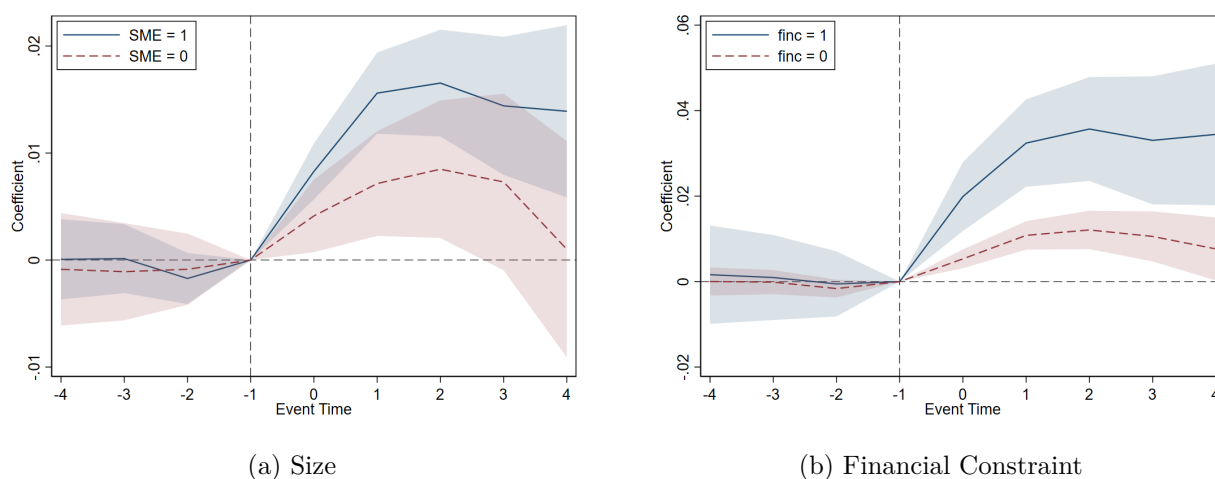 SME = 1
SME = 0
.02
.01
0
-.01
Coefficient
-4 -3 -2 -1 0 1 2 3 4
Event Time
(a) Size
finc = 1
finc = 0
.06
.04
.02
0
-.02
Coefficient
-4 -3 -2 -1 0 1 2 3 4
Event Time
(b) Financial Constraint